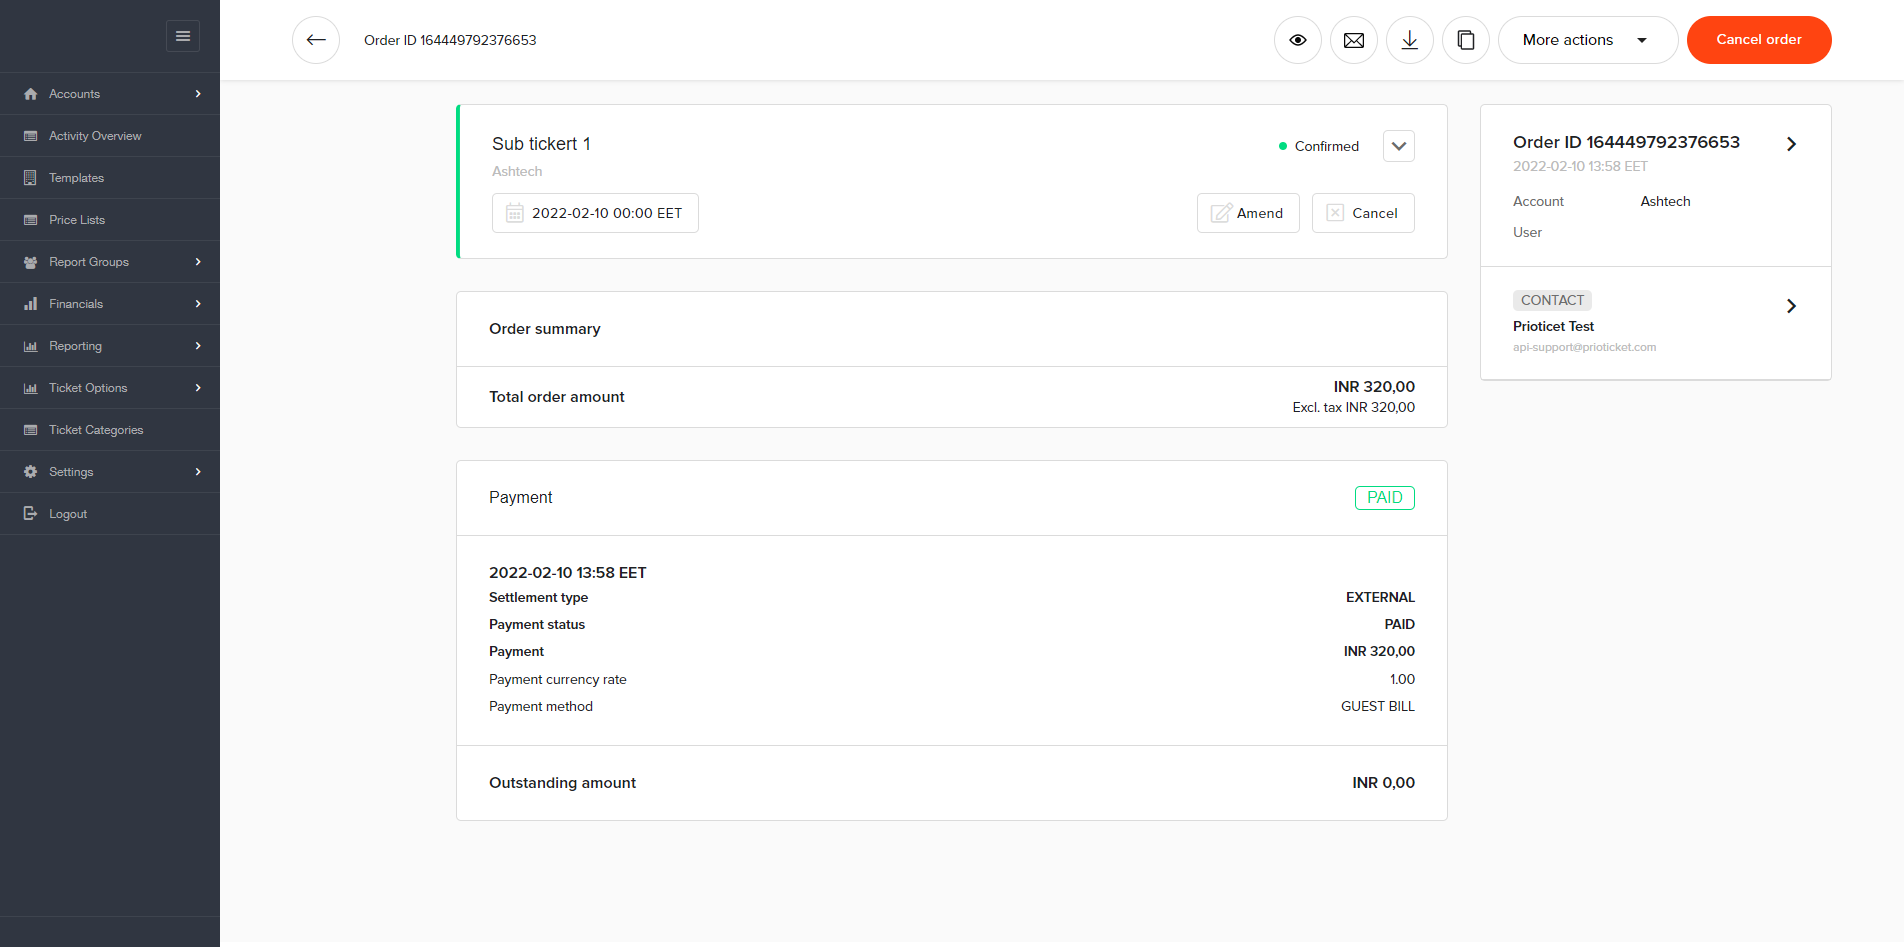 Order ID 164449792376653
More actions
Cancel order
Accounts
Activity Overview
Templates
Price Lists
Report Groups
Financials
Reporting
Ticket Options
Ticket Categories
Settings
Logout
Sub tickert 1
Confirmed
Ashtech
2022-02-10 00:00 EET
Amend
Cancel
Order summary
Total order amount
INR 320,00
Excl. tax INR 320,00
Payment
PAID
2022-02-10 13:58 EET
Settlement type
EXTERNAL
Payment status
PAID
Payment
INR 320,00
Payment currency rate
1.00
Payment method
GUEST BILL
Outstanding amount
INR 0,00
Order ID 164449792376653
2022-02-10 13:58 EET
Account
Ashtech
User
CONTACT
Prioticet Test
api-support@prioticket.com